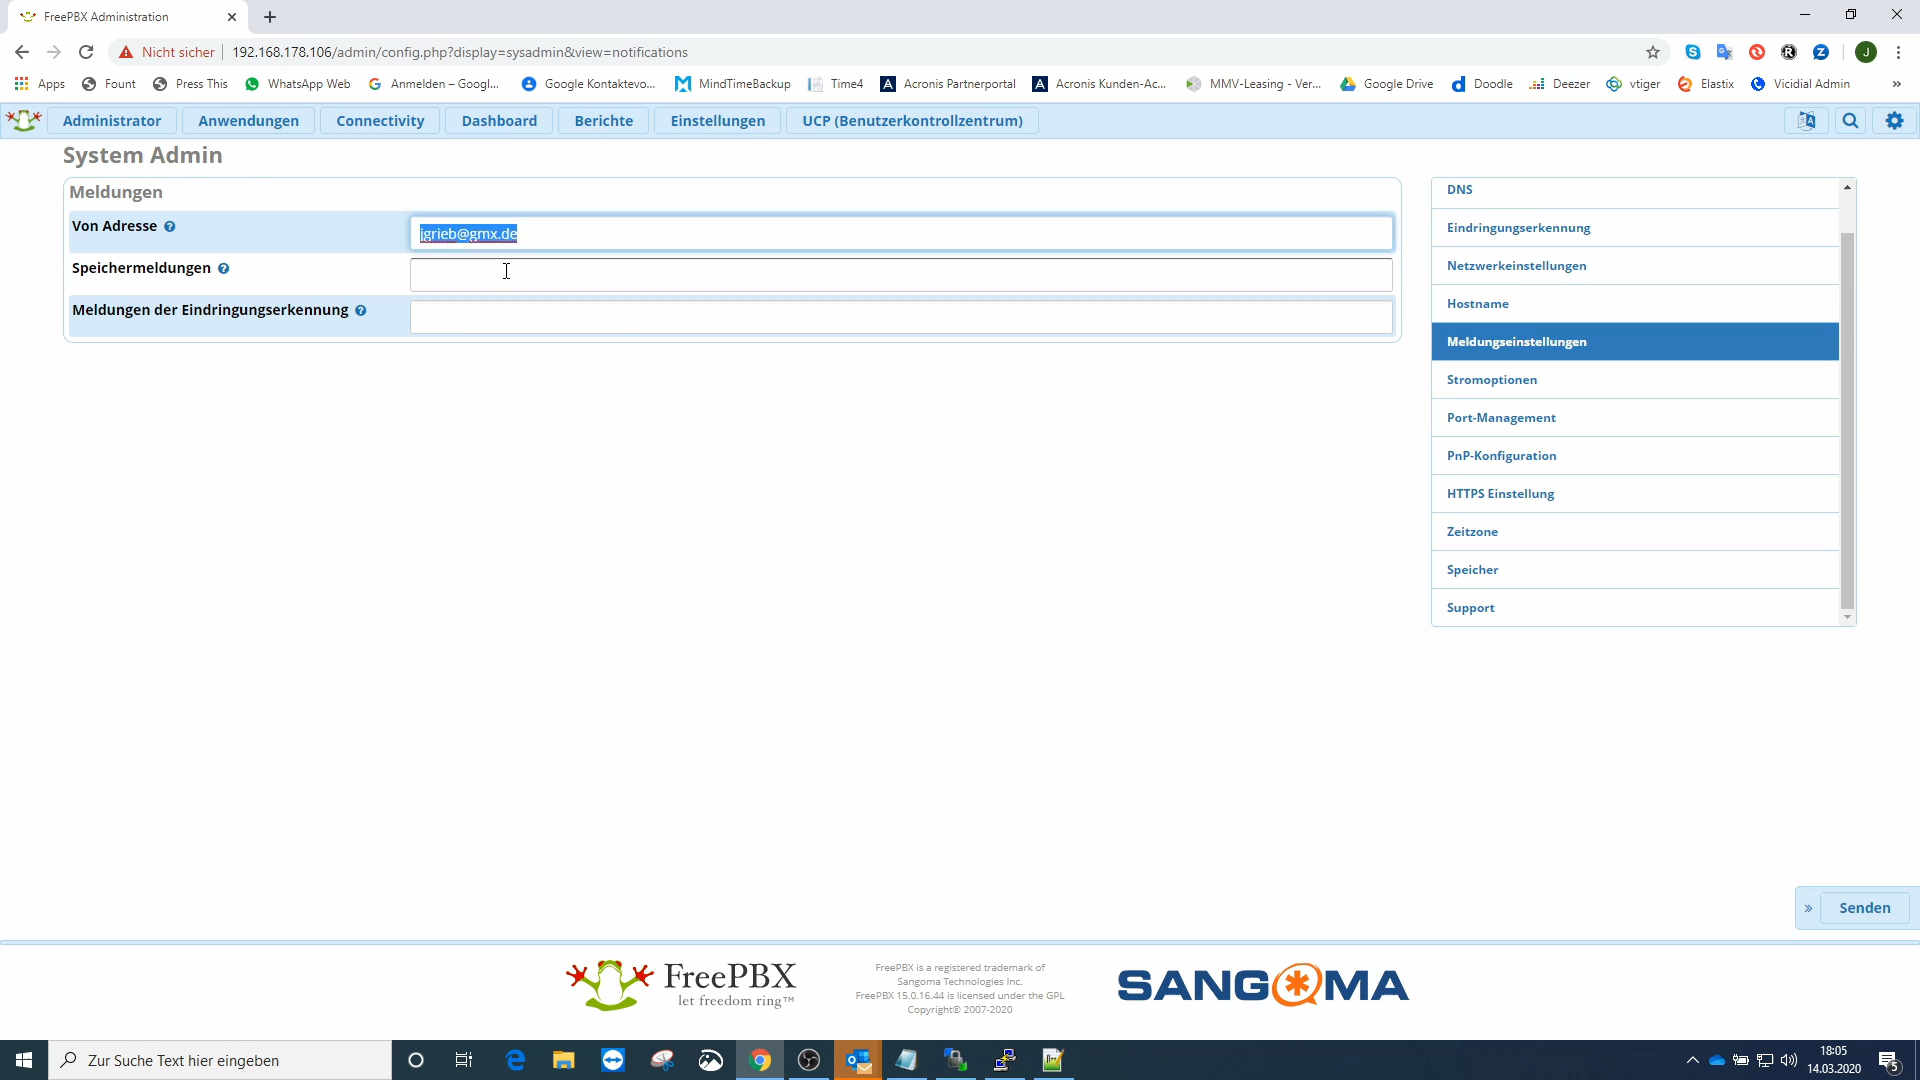 FreePBX Administration
Nicht sicher 192.168.178.106/admin/config.php?display=sysadmin&view=notifications
Apps Fount Press This WhatsApp Web Anmelden – Googl... Google Kontaktevo... MindTimeBackup Time4 Acronis Partnerportal Acronis Kunden-Ac... MMV-Leasing - Ver... Google Drive Doodle Deezer vtiger Elastix Vicidial Admin »
Administrator Anwendungen Connectivity Dashboard Berichte Einstellungen UCP (Benutzerkontrollzentrum)
System Admin
Meldungen
Von Adresse
jgrieb@gmx.de
Speichermeldungen
Meldungen der Eindringungserkennung
DNS
Eindringungserkennung
Netzwerkeinstellungen
Hostname
Meldungseinstellungen
Stromoptionen
Port-Management
PnP-Konfiguration
HTTPS Einstellung
Zeitzone
Speicher
Support
» Senden
FreePBX
let freedom ring™
FreePBX is a registered trademark of
Sangoma Technologies Inc.
FreePBX 15.0.16.44 is licensed under the GPL
Copyright© 2007-2020
SANGOMA
Zur Suche Text hier eingeben
18:05
14.03.2020
5